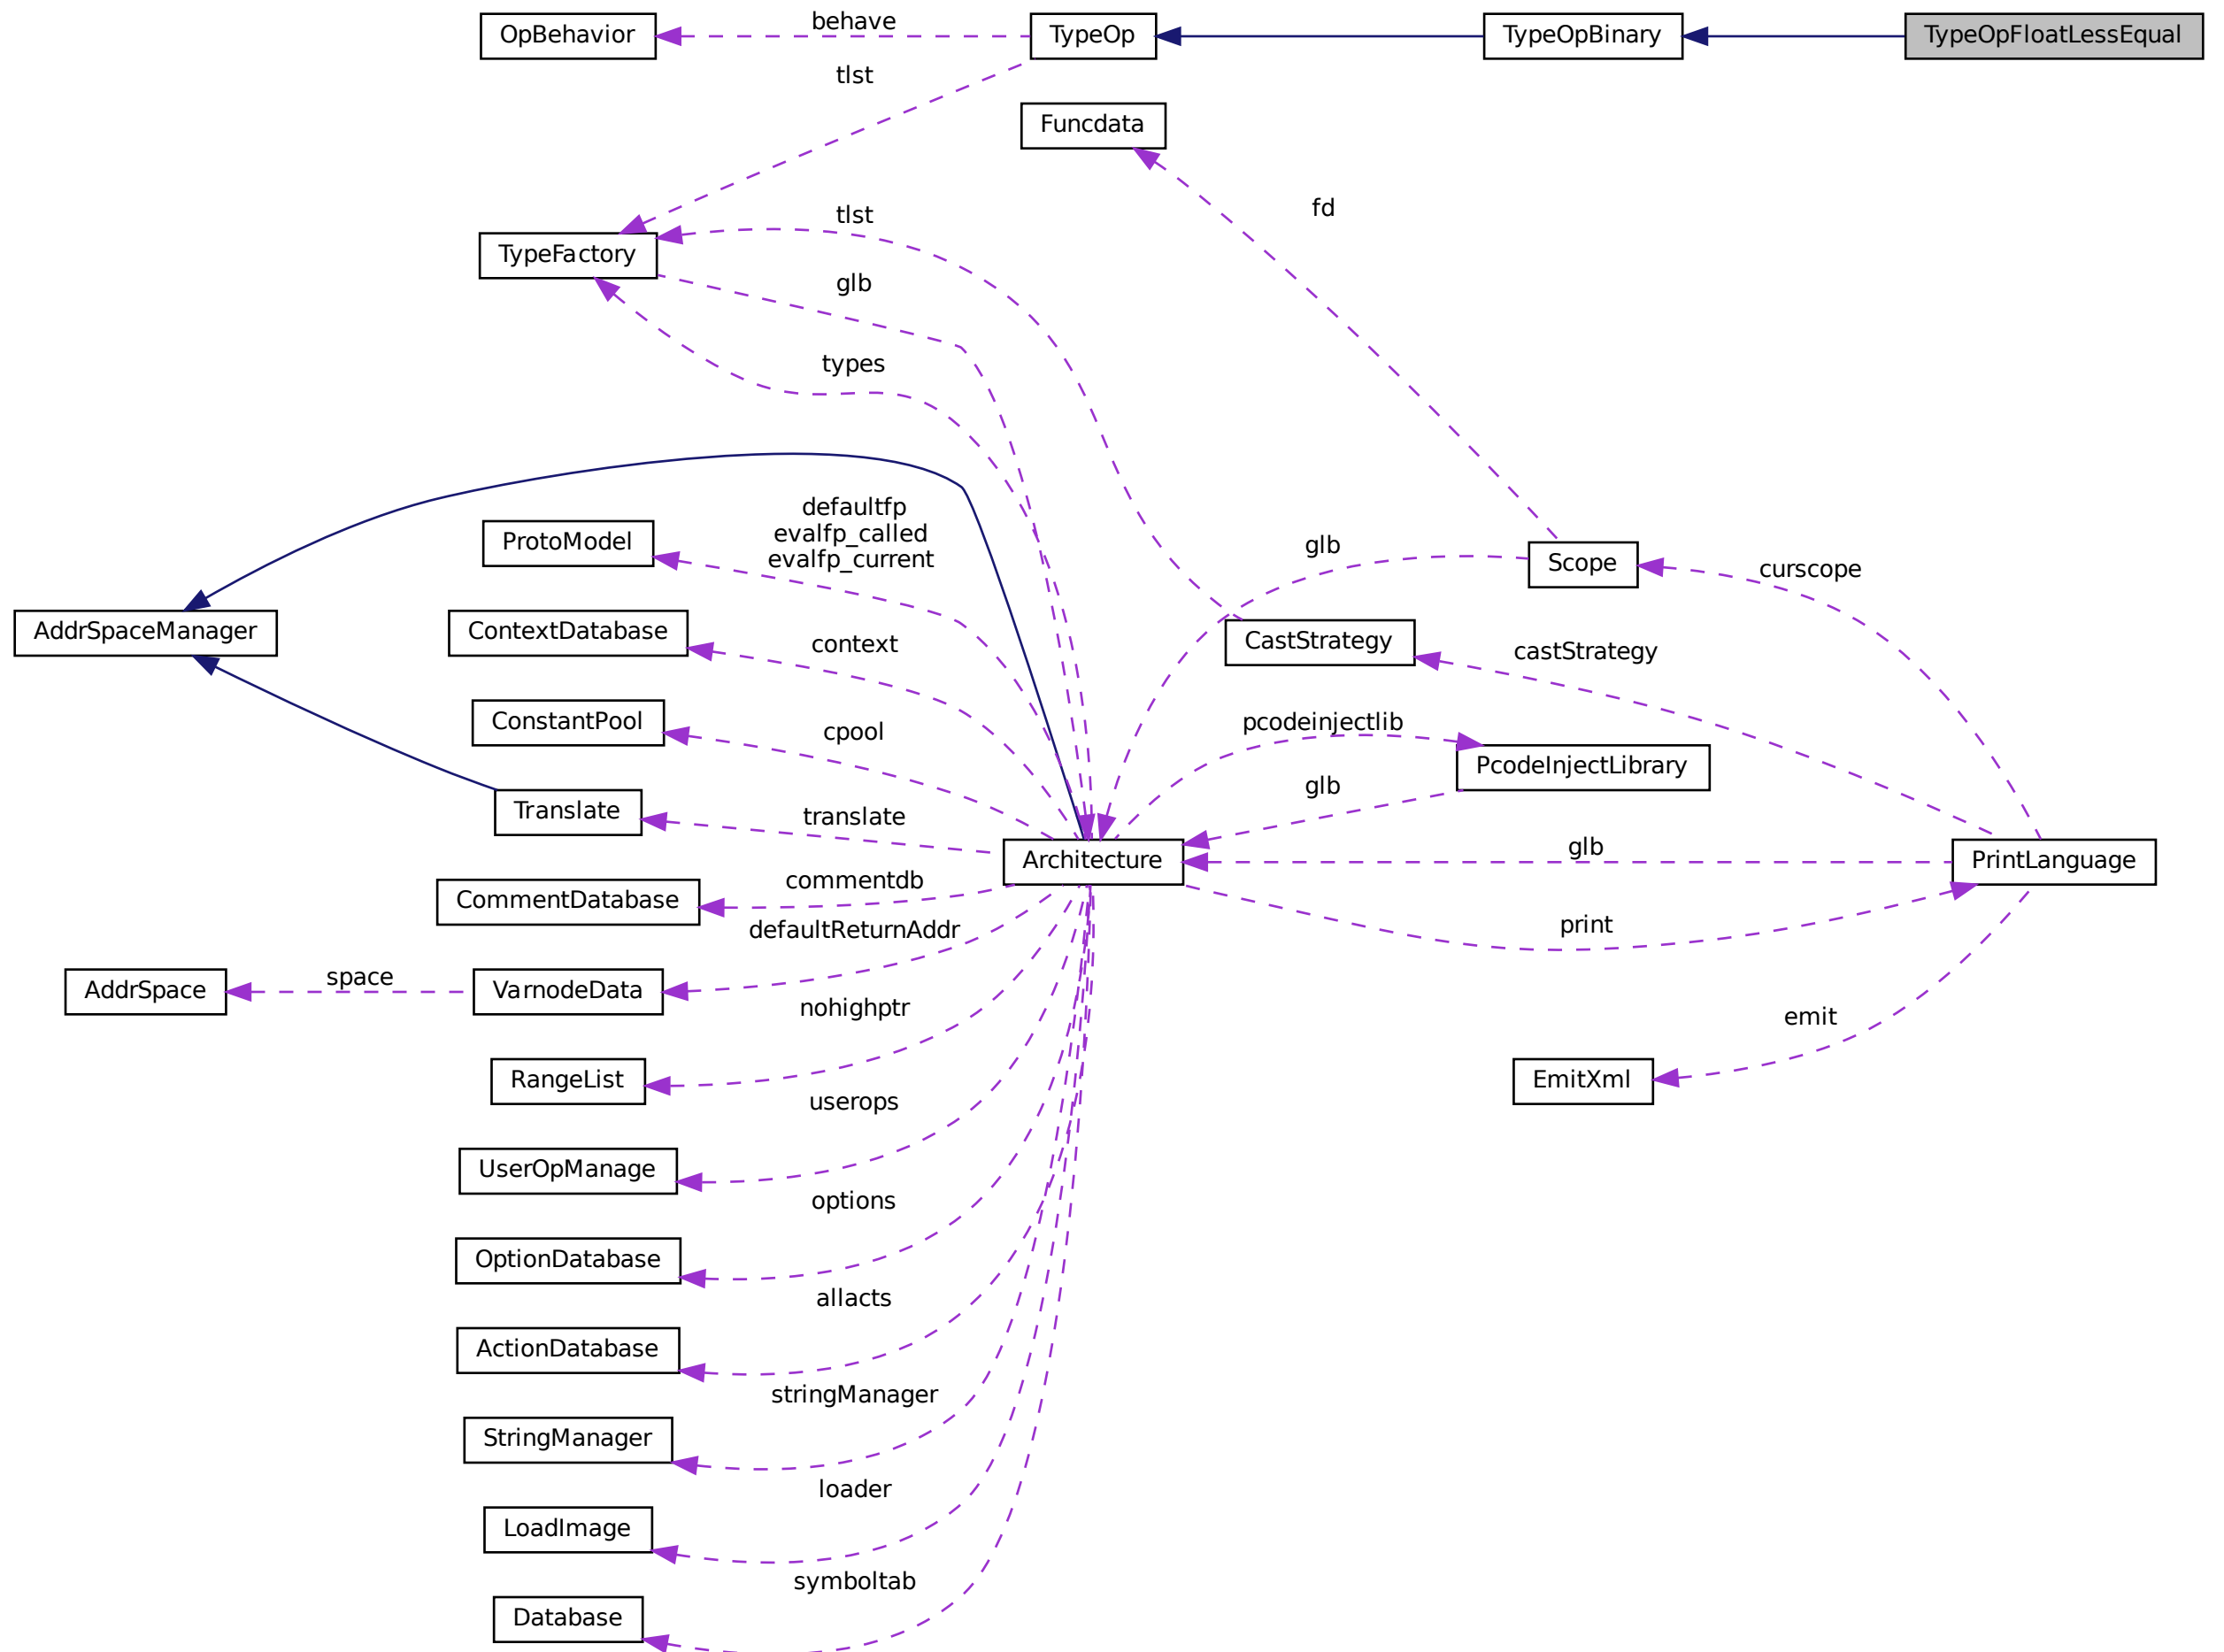 OpBehavior
behave
TypeOp
TypeOpBinary
TypeOpFloatLessEqual
tlst
Funcdata
fd
tlst
TypeFactory
glb
types
defaultfp
evalfp_called
evalfp_current
ProtoModel
glb
Scope
curscope
AddrSpaceManager
ContextDatabase
context
CastStrategy
castStrategy
ConstantPool
cpool
pcodeinjectlib
PcodeInjectLibrary
glb
Translate
translate
Architecture
glb
PrintLanguage
print
CommentDatabase
commentdb
defaultReturnAddr
AddrSpace
space
VarnodeData
nohighptr
emit
RangeList
EmitXml
userops
UserOpManage
options
OptionDatabase
allacts
ActionDatabase
stringManager
StringManager
loader
LoadImage
symboltab
Database